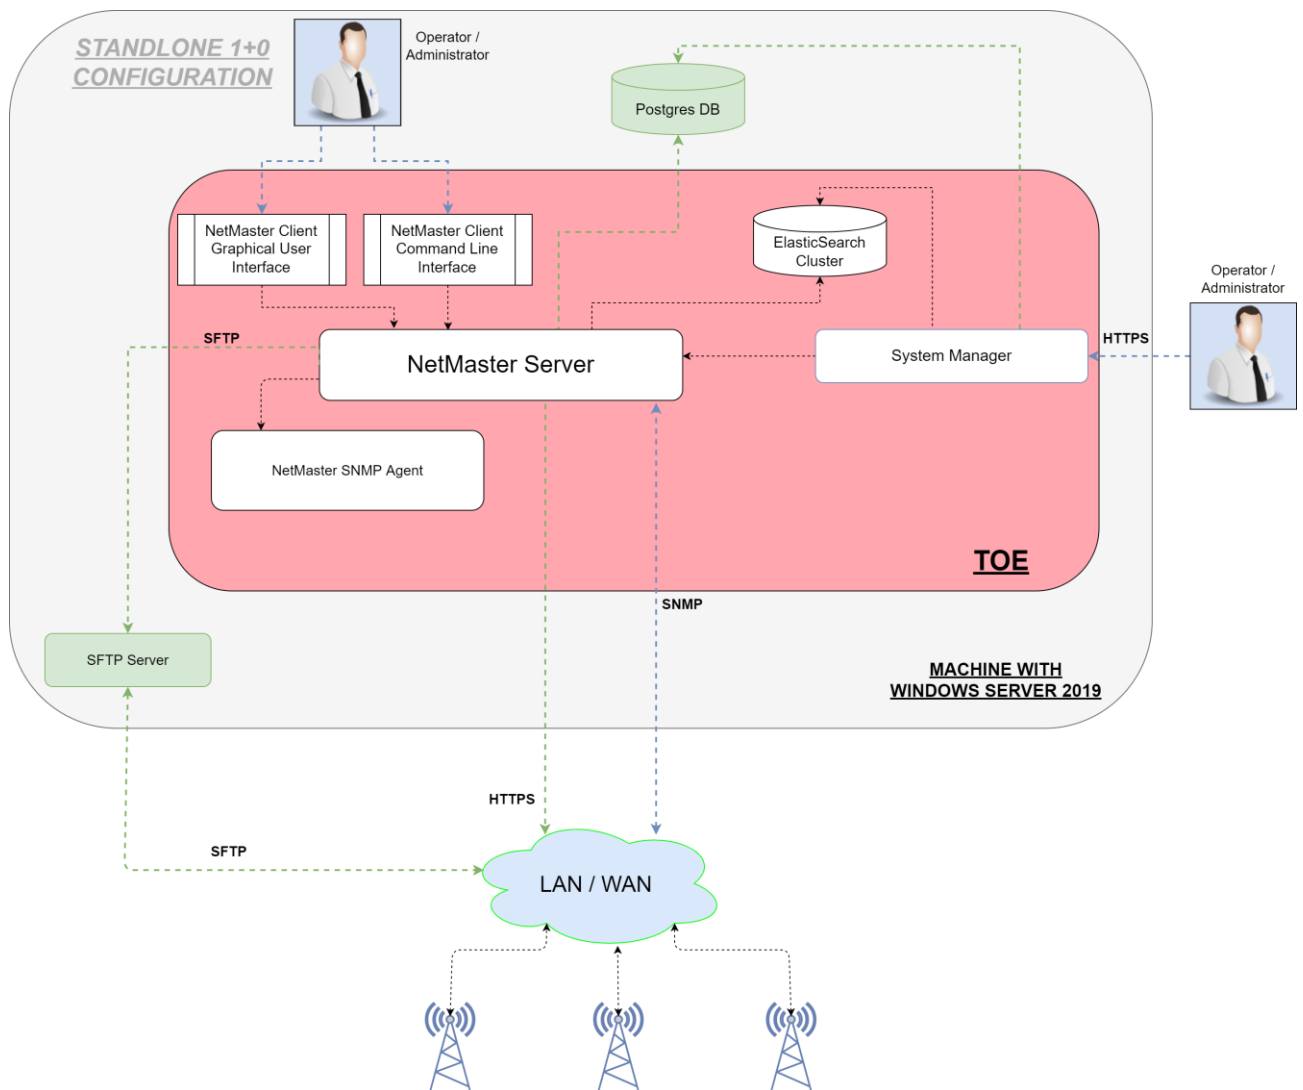 STANDLONE 1+0
CONFIGURATION
Operator /
Administrator
Postgres DB
NetMaster Client
Graphical User
Interface
NetMaster Client
Command Line
Interface
ElasticSearch
Cluster
Operator /
Administrator
SFTP
HTTPS
NetMaster Server
System Manager
NetMaster SNMP Agent
TOE
SNMP
SFTP Server
MACHINE WITH
WINDOWS SERVER 2019
HTTPS
SFTP
LAN / WAN